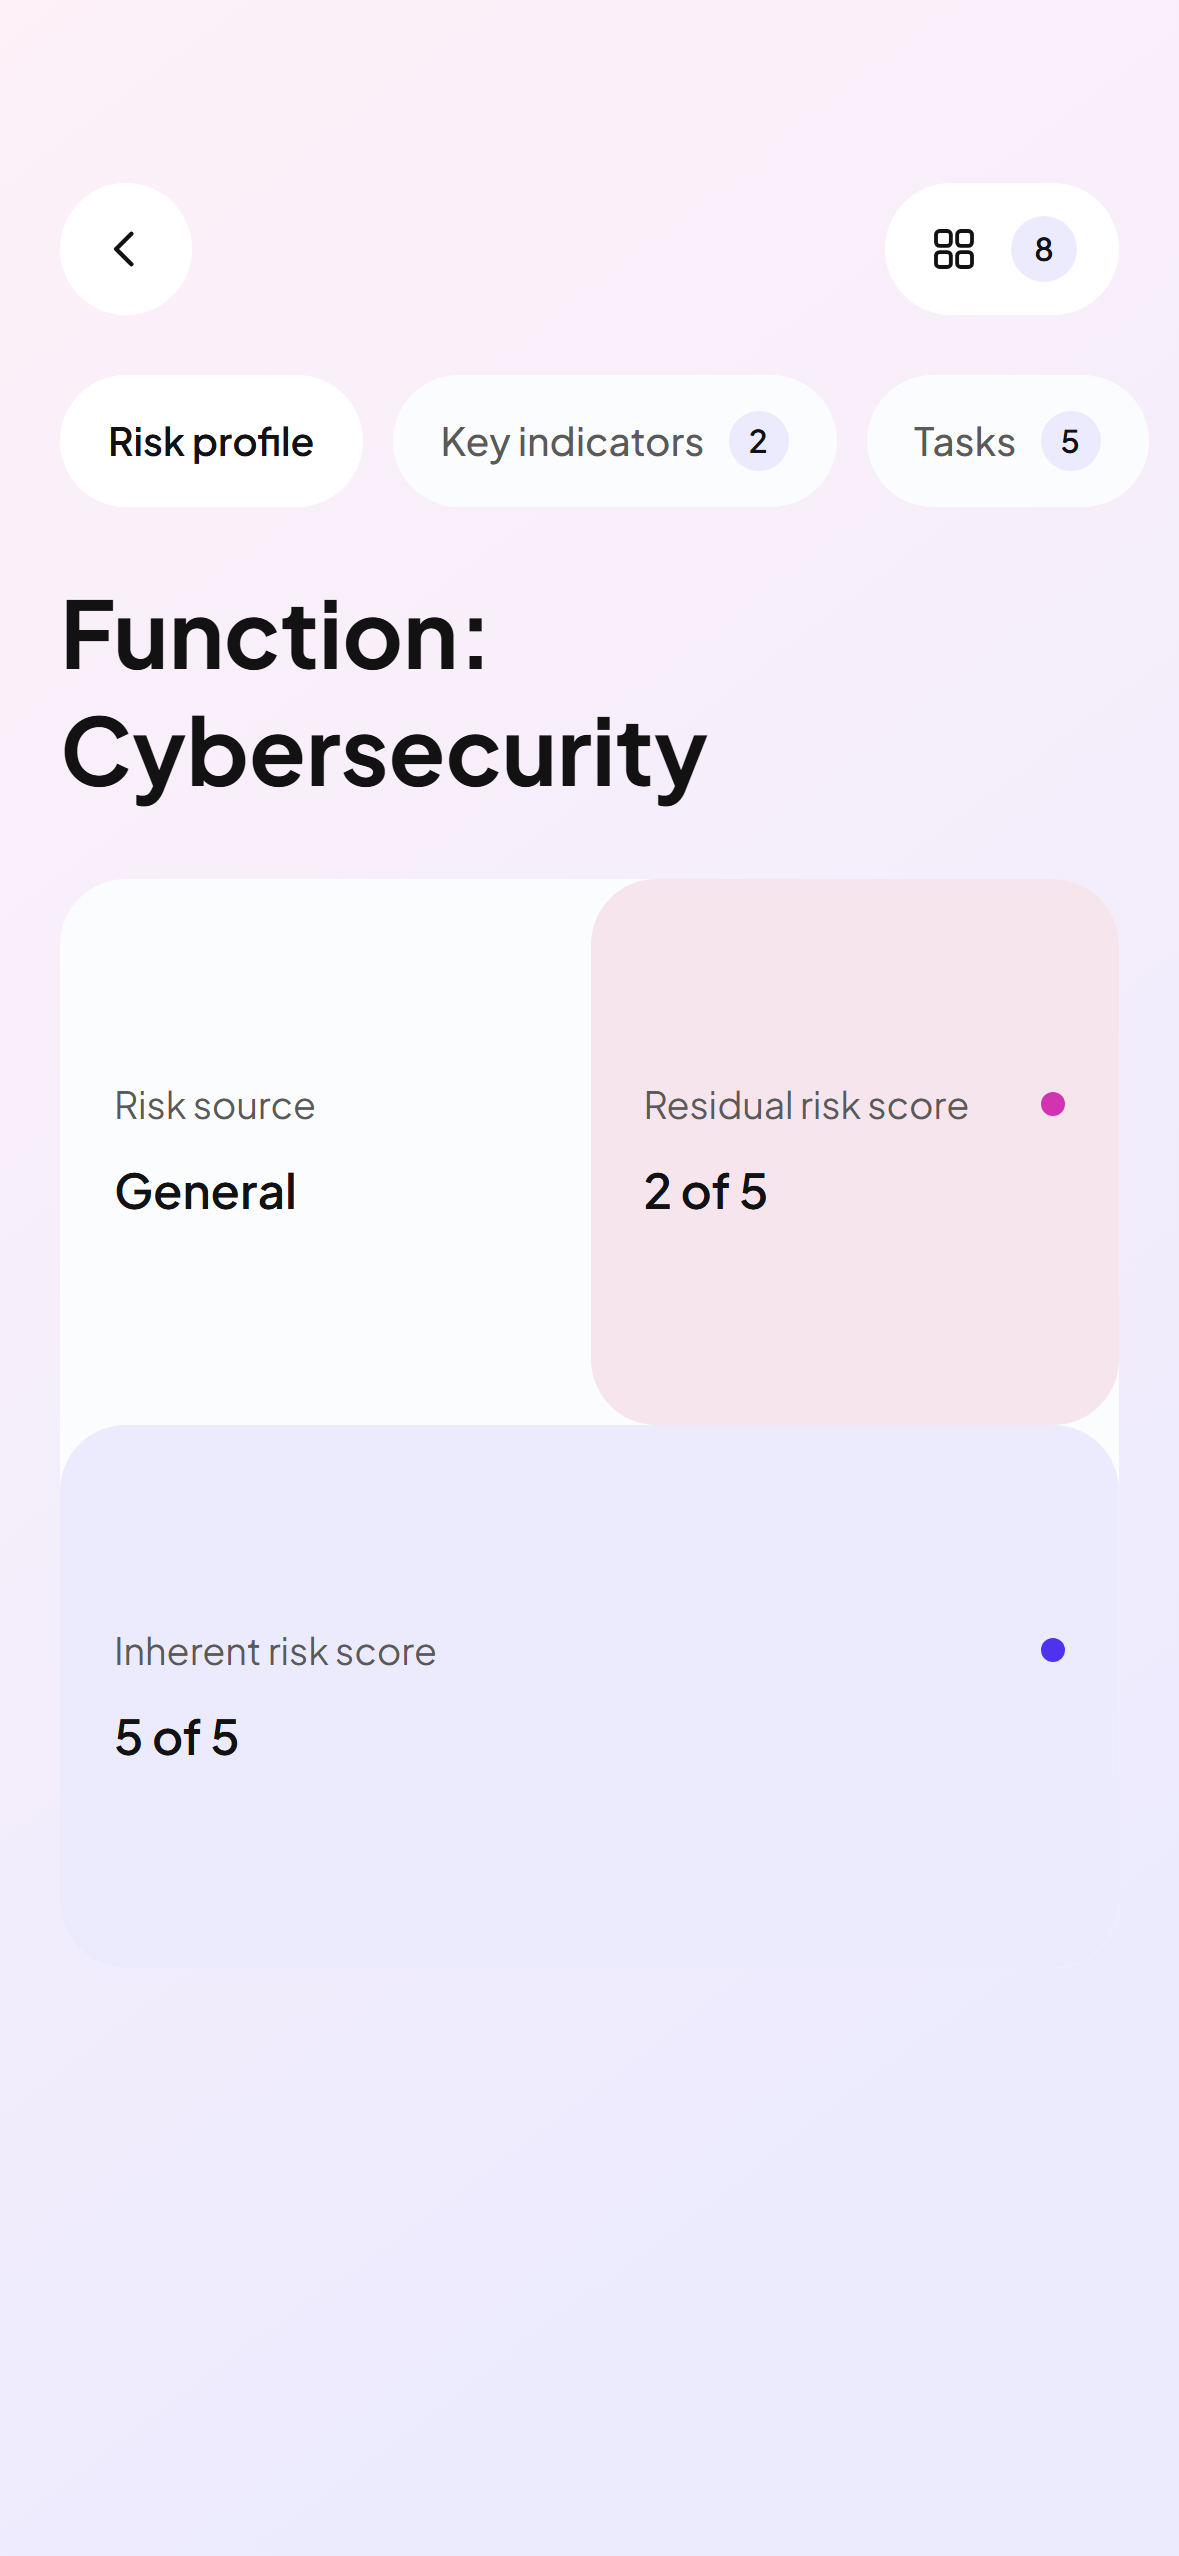 8
Risk profile
Key indicators 2
Tasks 5
Function:
Cybersecurity
Risk source
General
Residual risk score
2 of 5
Inherent risk score
5 of 5